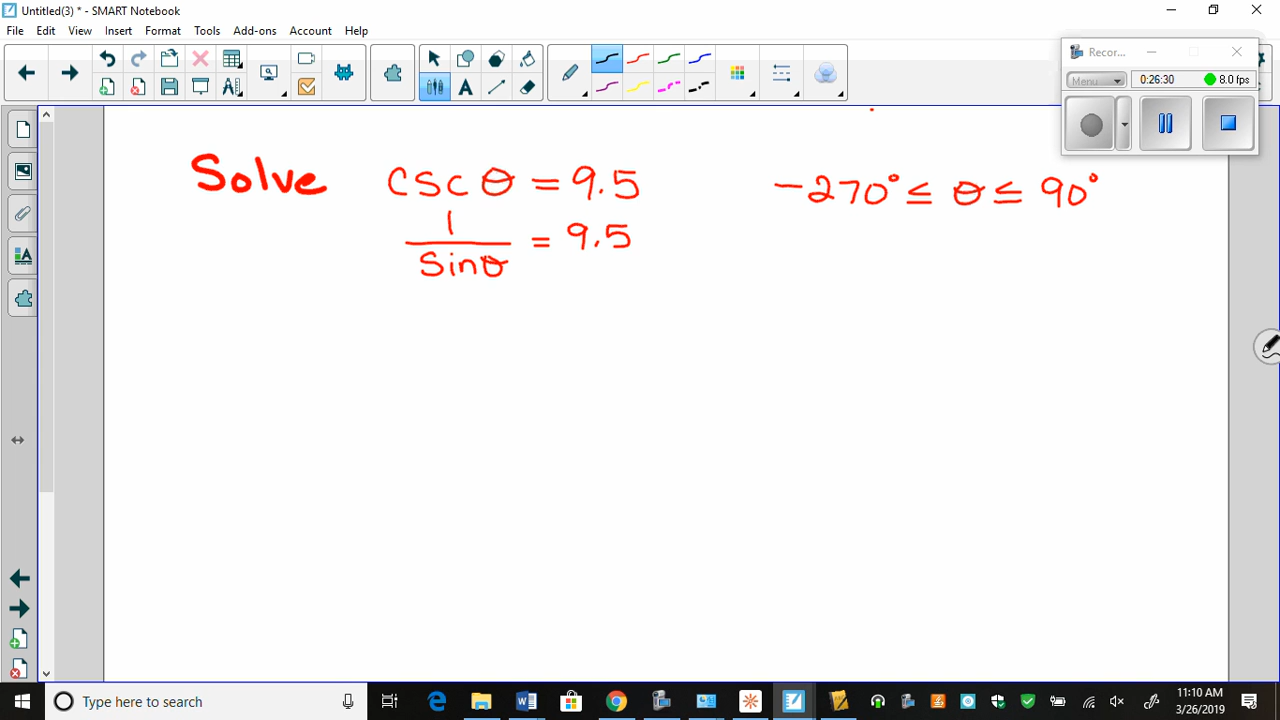 Untitled(3) * - SMART Notebook
File Edit View Insert Format Tools Add-ons Account Help
Recor...
Menu 0:26:30 8.0 fps
Solve csc θ = 9.5 -270° ≤ θ ≤ 90°
1
sinθ = 9.5
Type here to search
11:10 AM
3/26/2019